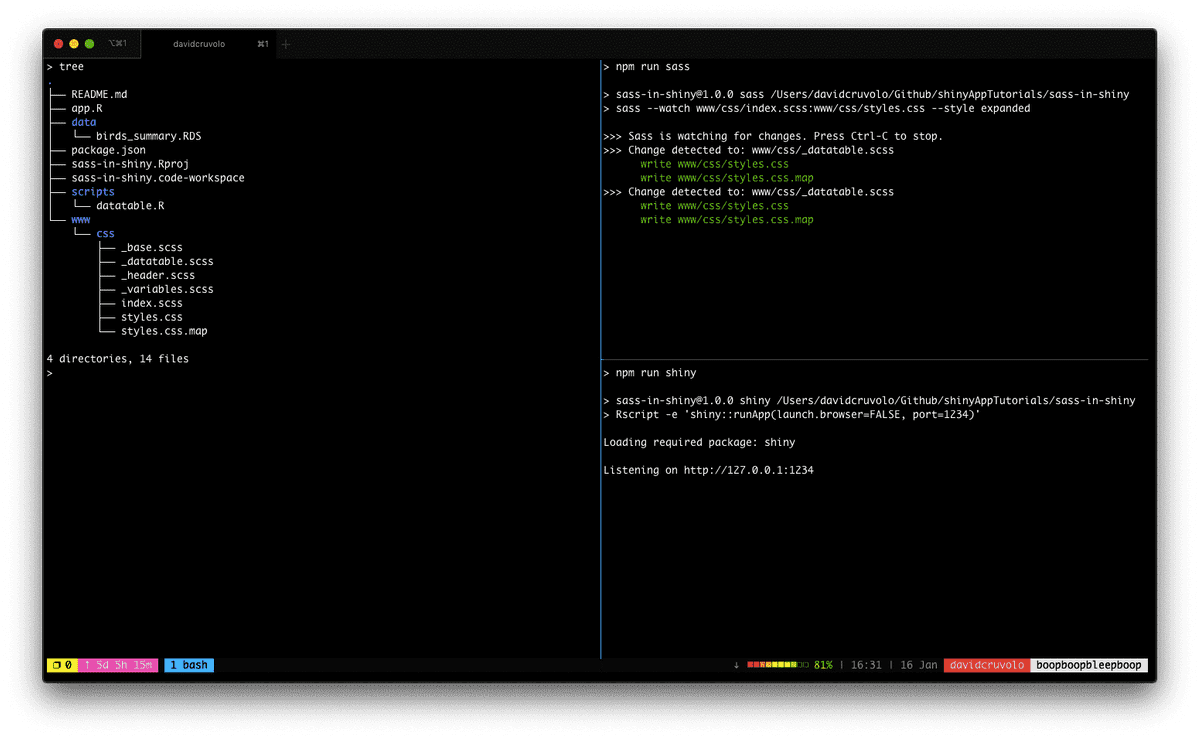 ⌥⌘1 davidcruvolo ⌘1 +
> tree
.
├── README.md
├── app.R
├── data
│   └── birds_summary.RDS
├── package.json
├── sass-in-shiny.Rproj
├── sass-in-shiny.code-workspace
├── scripts
│   └── datatable.R
└── www
    └── css
        ├── _base.scss
        ├── _datatable.scss
        ├── _header.scss
        ├── _variables.scss
        ├── index.scss
        ├── styles.css
        └── styles.css.map
4 directories, 14 files
>
> npm run sass
> sass-in-shiny@1.0.0 sass /Users/davidcruvolo/Github/shinyAppTutorials/sass-in-shiny
> sass --watch www/css/index.scss:www/css/styles.css --style expanded
>>> Sass is watching for changes. Press Ctrl-C to stop.
>>> Change detected to: www/css/_datatable.scss
write www/css/styles.css
write www/css/styles.css.map
>>> Change detected to: www/css/_datatable.scss
write www/css/styles.css
write www/css/styles.css.map
> npm run shiny
> sass-in-shiny@1.0.0 shiny /Users/davidcruvolo/Github/shinyAppTutorials/sass-in-shiny
> Rscript -e 'shiny::runApp(launch.browser=FALSE, port=1234)'
Loading required package: shiny
Listening on http://127.0.0.1:1234
❐ 0 ↑ 5d 5h 15m 1 bash ↓ 81% | 16:31 | 16 Jan davidcruvolo boopboopbleepboop